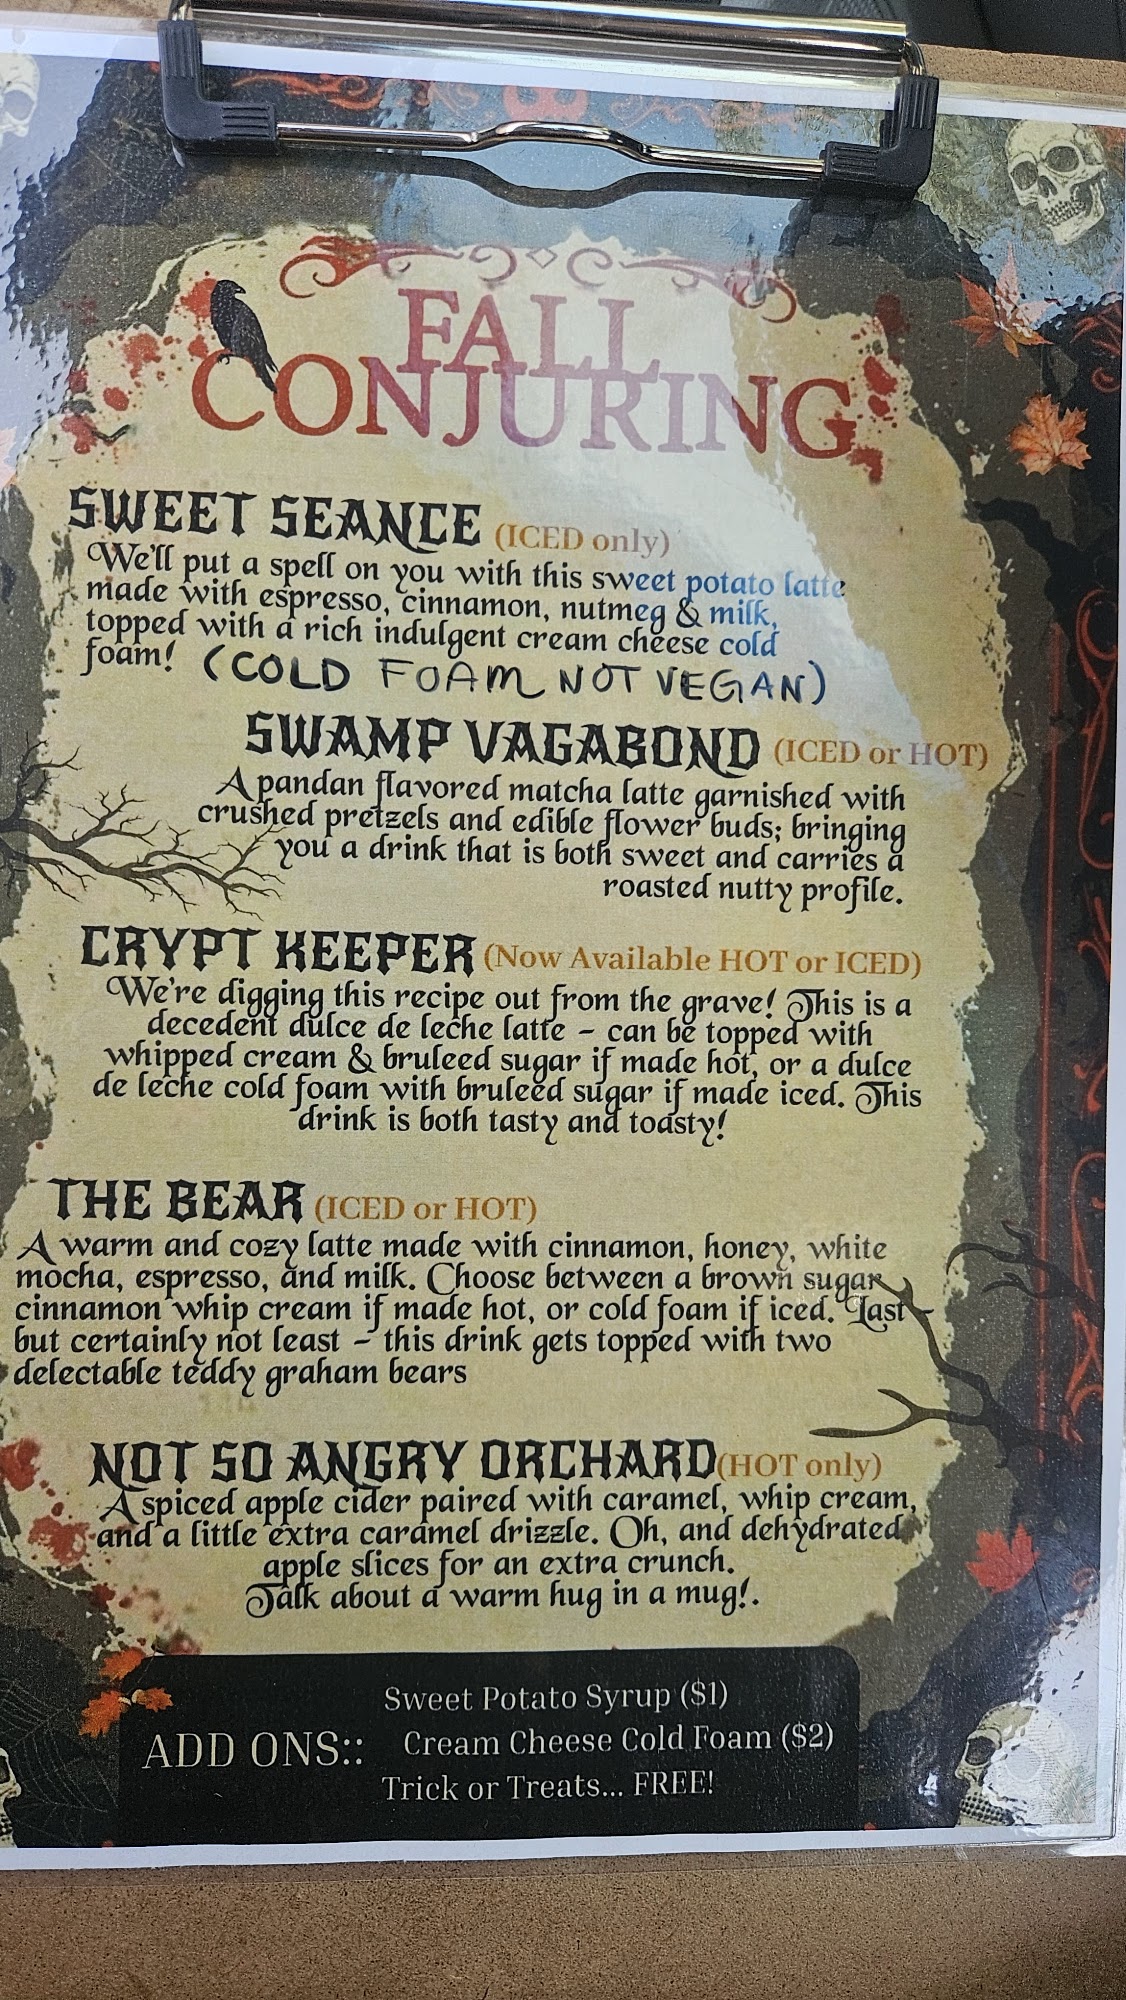 FALL
CONJURING
SWEET SEANCE (ICED only)
We'll put a spell on you with this sweet potato latte
made with espresso, cinnamon, nutmeg & milk,
topped with a rich indulgent cream cheese cold
foam! (COLD FOAM NOT VEGAN)
SWAMP VAGABOND (ICED or HOT)
A pandan flavored matcha latte garnished with
crushed pretzels and edible flower buds; bringing
you a drink that is both sweet and carries a
roasted nutty profile.
CRYPT KEEPER (Now Available HOT or ICED)
We're digging this recipe out from the grave! This is a
decedent dulce de leche latte - can be topped with
whipped cream & bruleed sugar if made hot, or a dulce
de leche cold foam with bruleed sugar if made iced. This
drink is both tasty and toasty!
THE BEAR (ICED or HOT)
A warm and cozy latte made with cinnamon, honey, white
mocha, espresso, and milk. Choose between a brown sugar
cinnamon whip cream if made hot, or cold foam if iced. Last
but certainly not least - this drink gets topped with two
delectable teddy graham bears
NOT SO ANGRY ORCHARD (HOT only)
A spiced apple cider paired with caramel, whip cream,
and a little extra caramel drizzle. Oh, and dehydrated
apple slices for an extra crunch.
Talk about a warm hug in a mug!.
Sweet Potato Syrup ($1)
ADD ONS:: Cream Cheese Cold Foam ($2)
Trick or Treats... FREE!